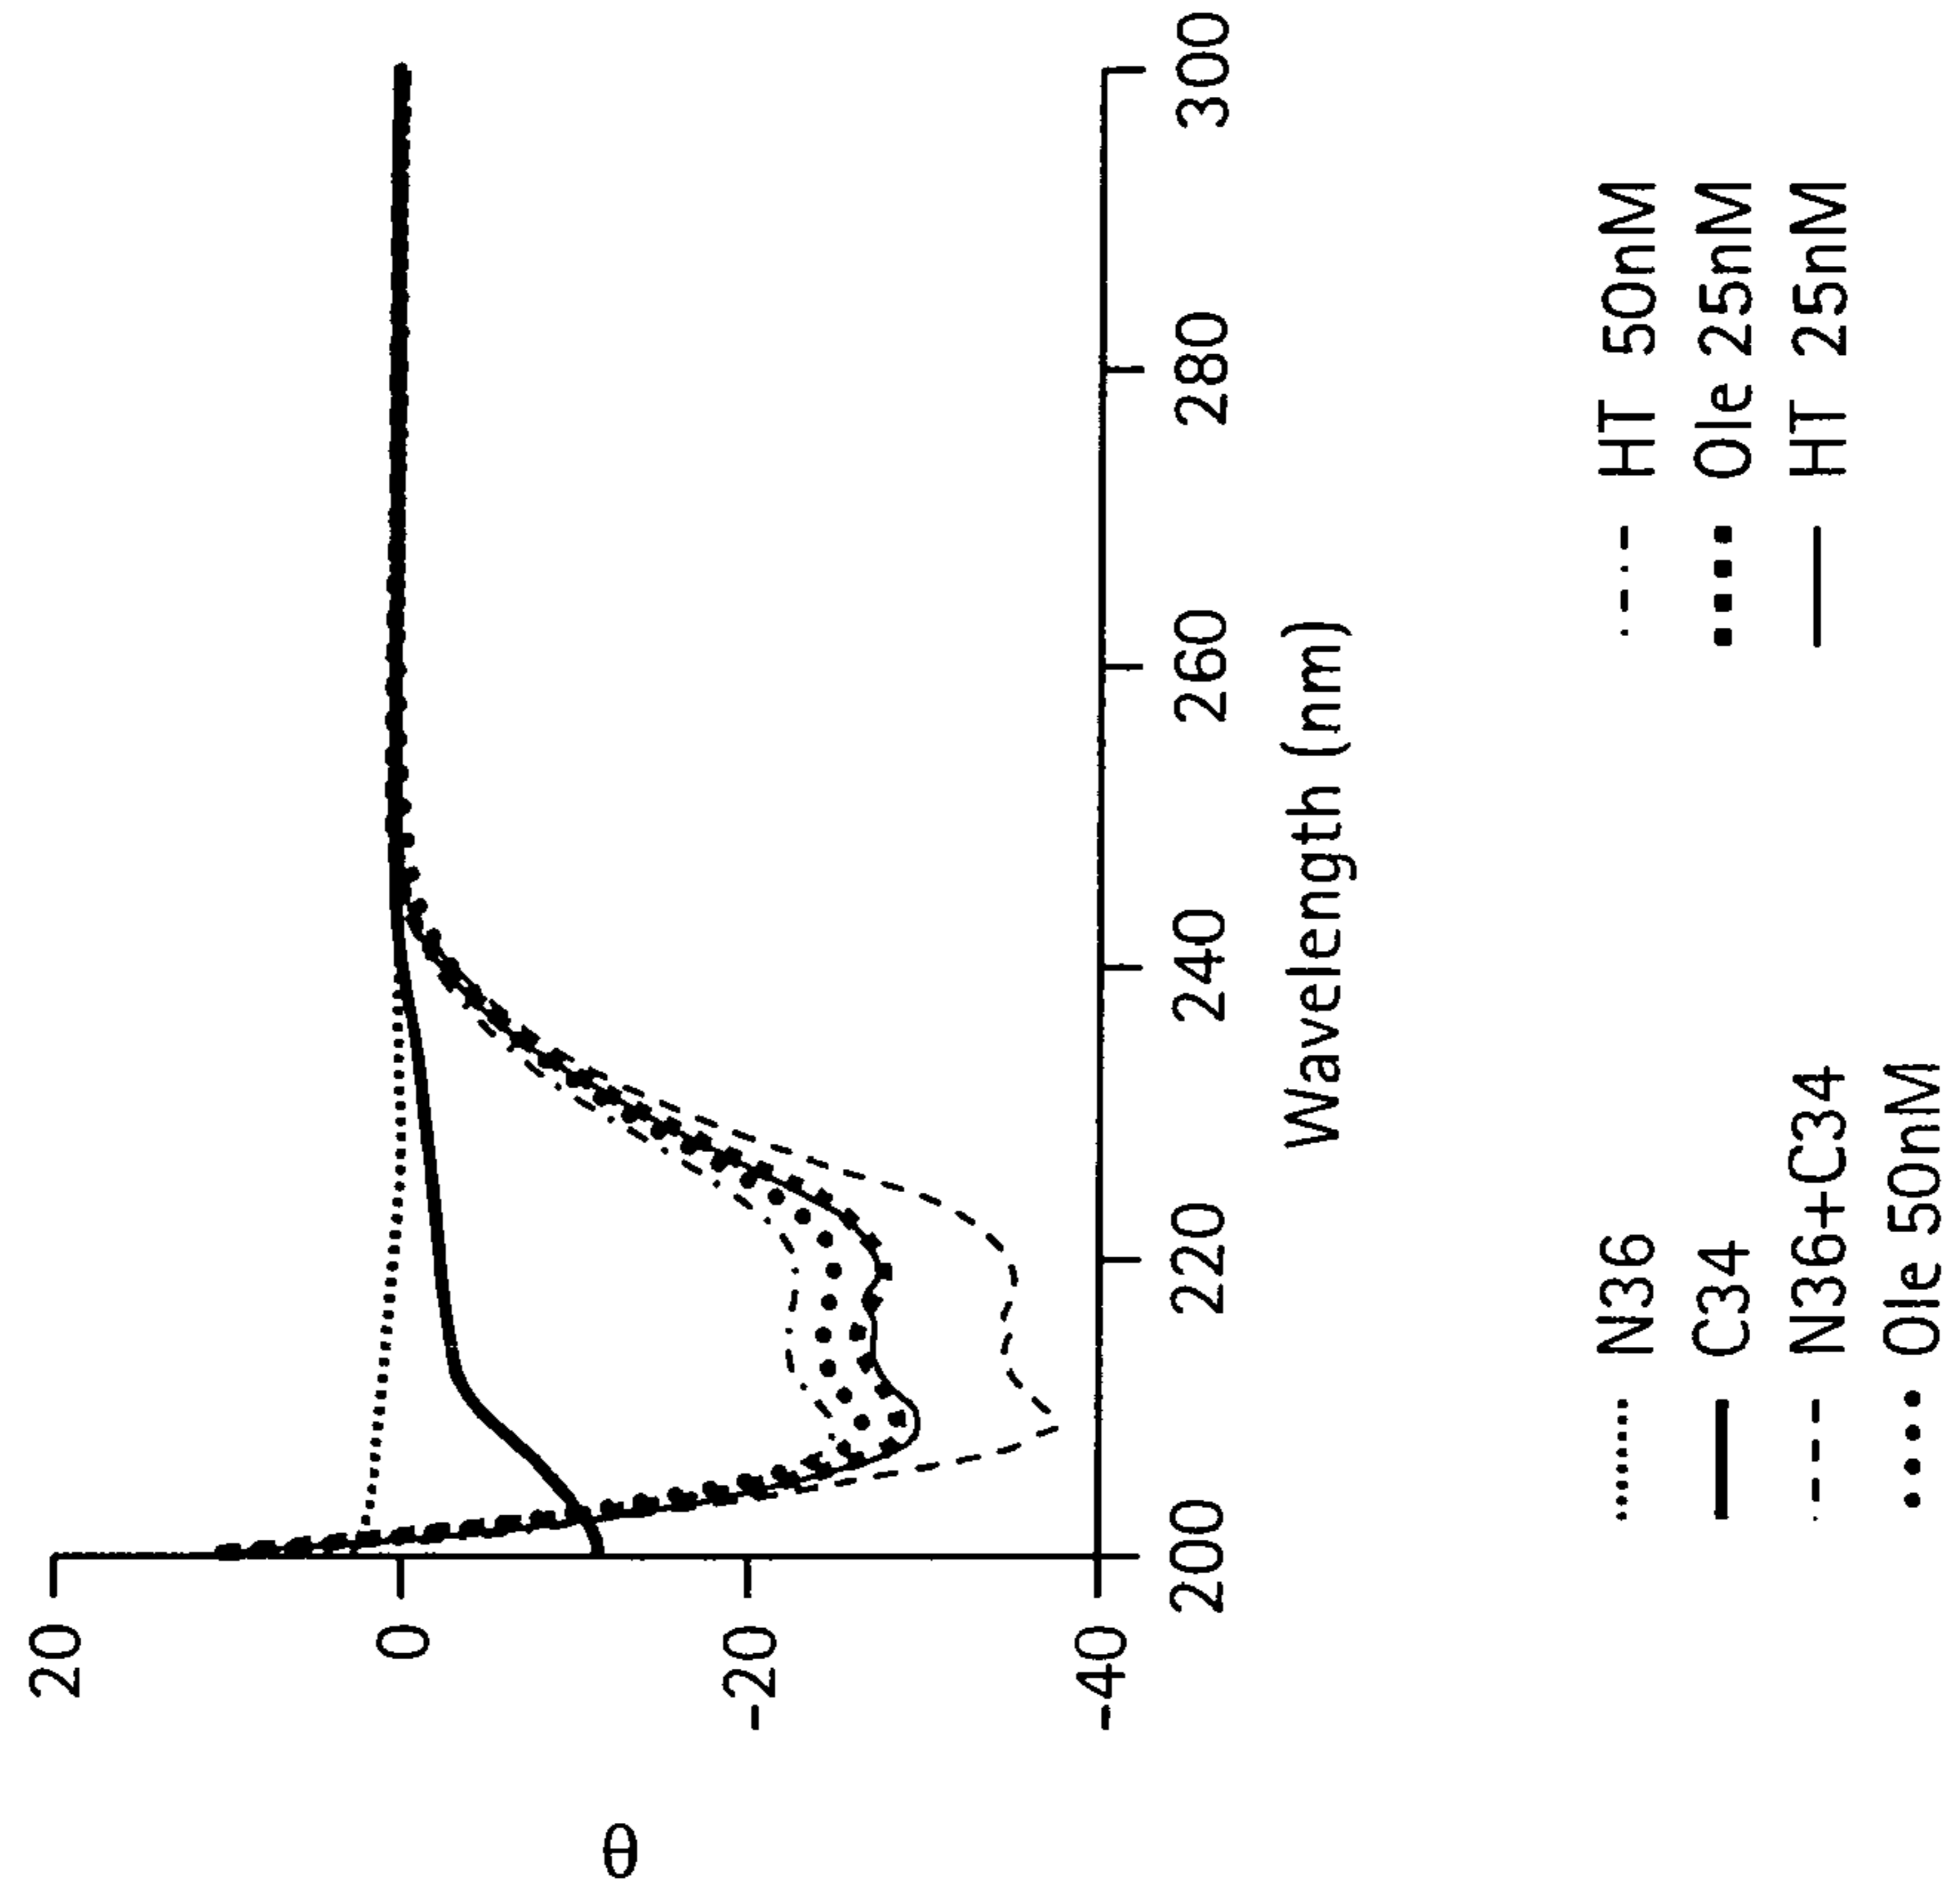 20
0
-20
-40
θ
200 220 240 260 280 300
Wavelength (nm)
N36 HT 50nM
C34 Ole 25nM
N36+C34 HT 25nM
Ole 50nM